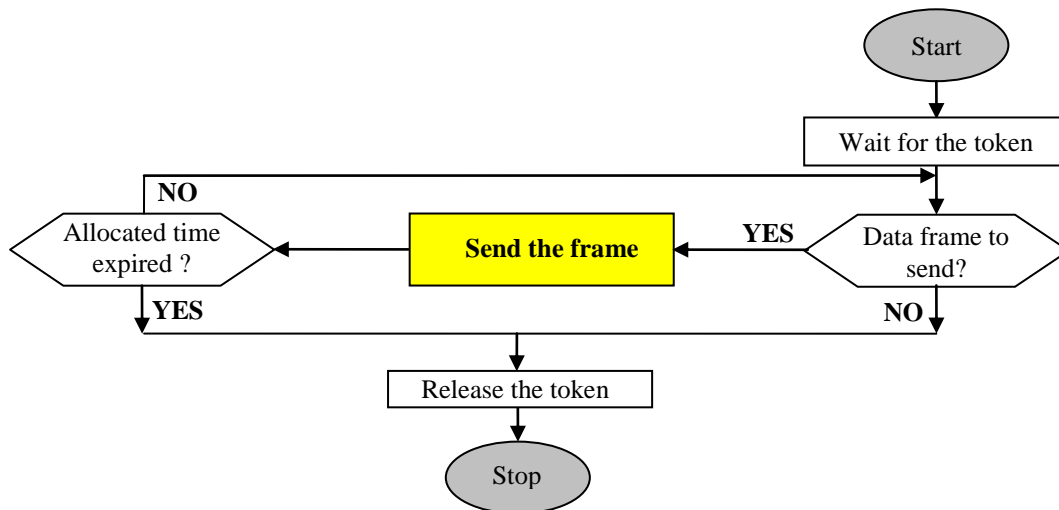 Start
Wait for the token
NO
Allocated time
expired ?
Send the frame
YES
Data frame to
send?
YES
NO
Release the token
Stop